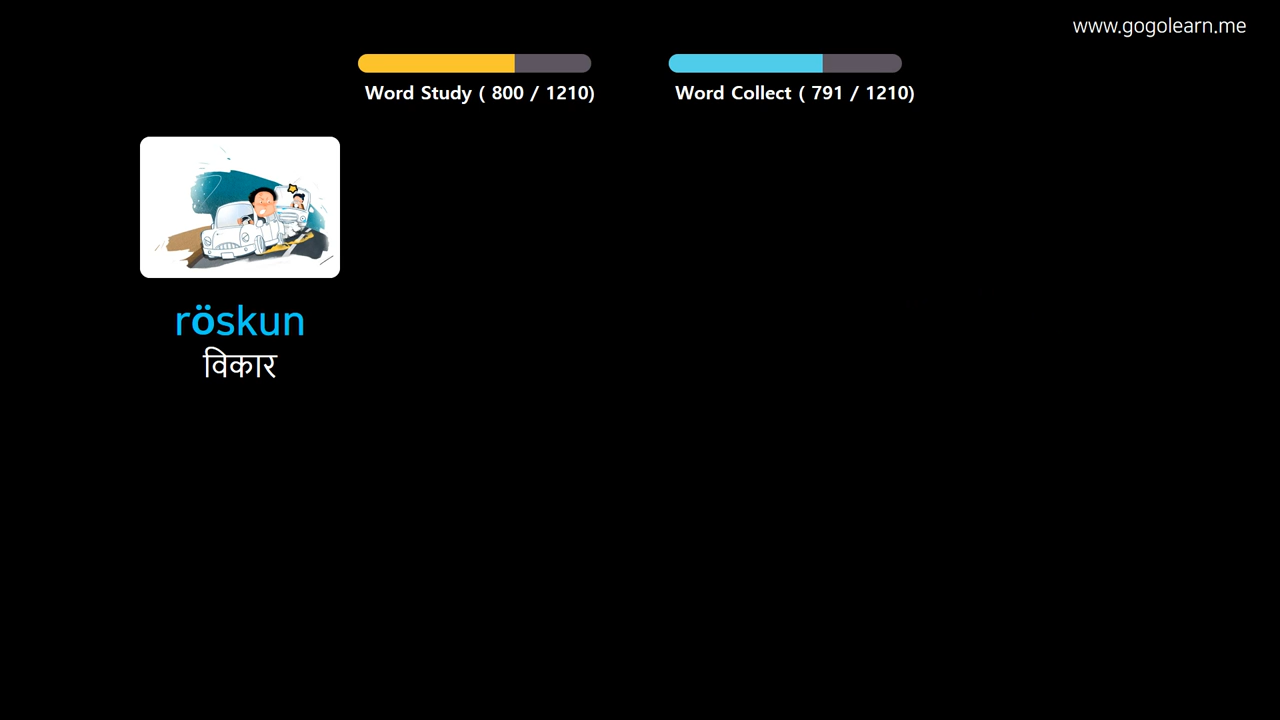 www.gogolearn.me
Word Study ( 800 / 1210)
Word Collect ( 791 / 1210)
röskun
विकार